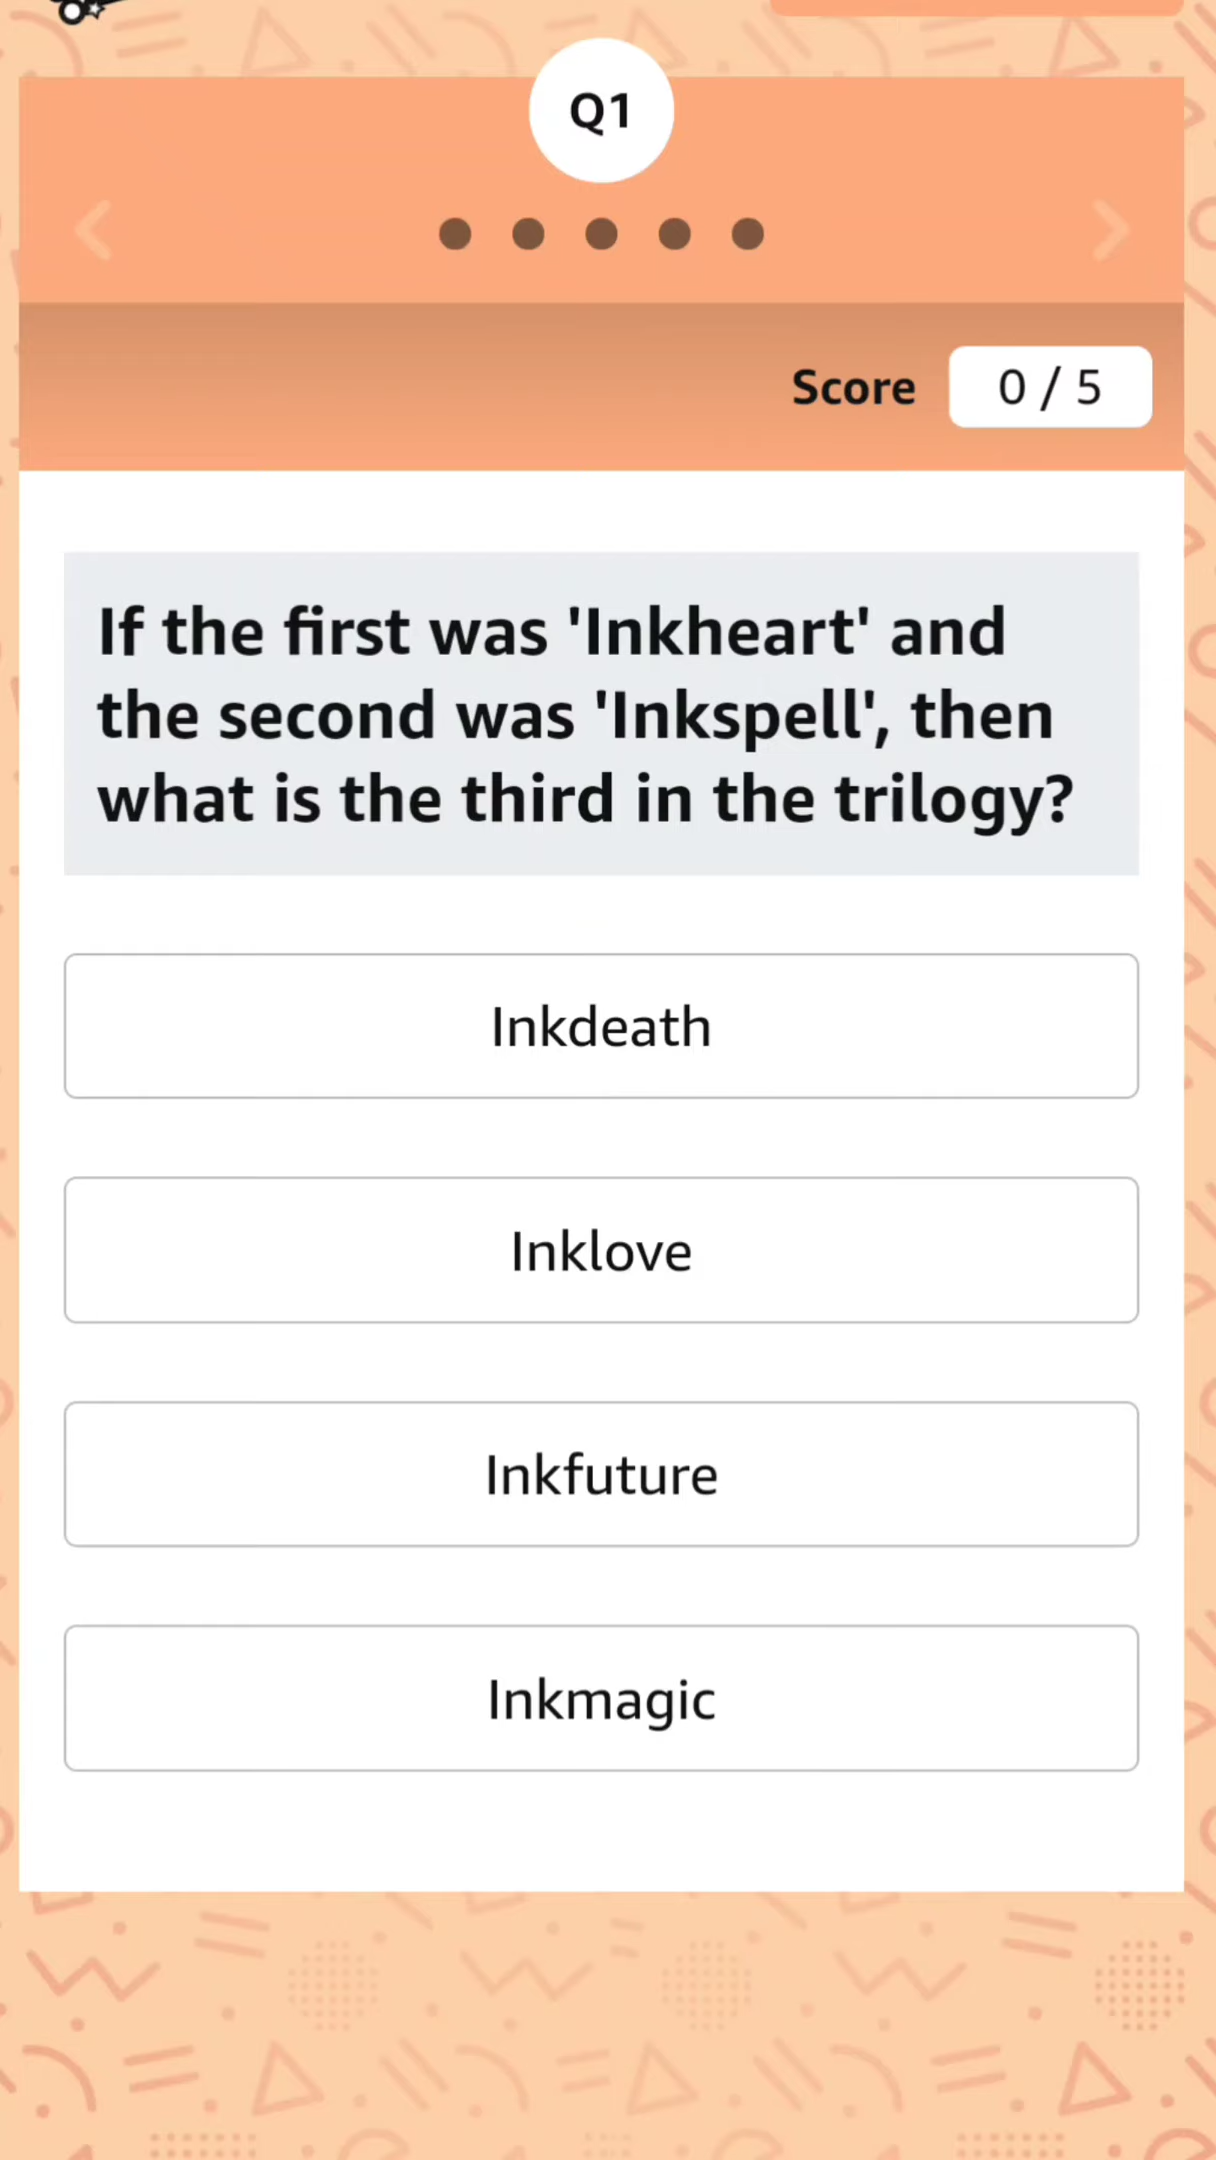 Q1
Score 0 / 5
If the first was 'Inkheart' and
the second was 'Inkspell', then
what is the third in the trilogy?
Inkdeath
Inklove
Inkfuture
Inkmagic